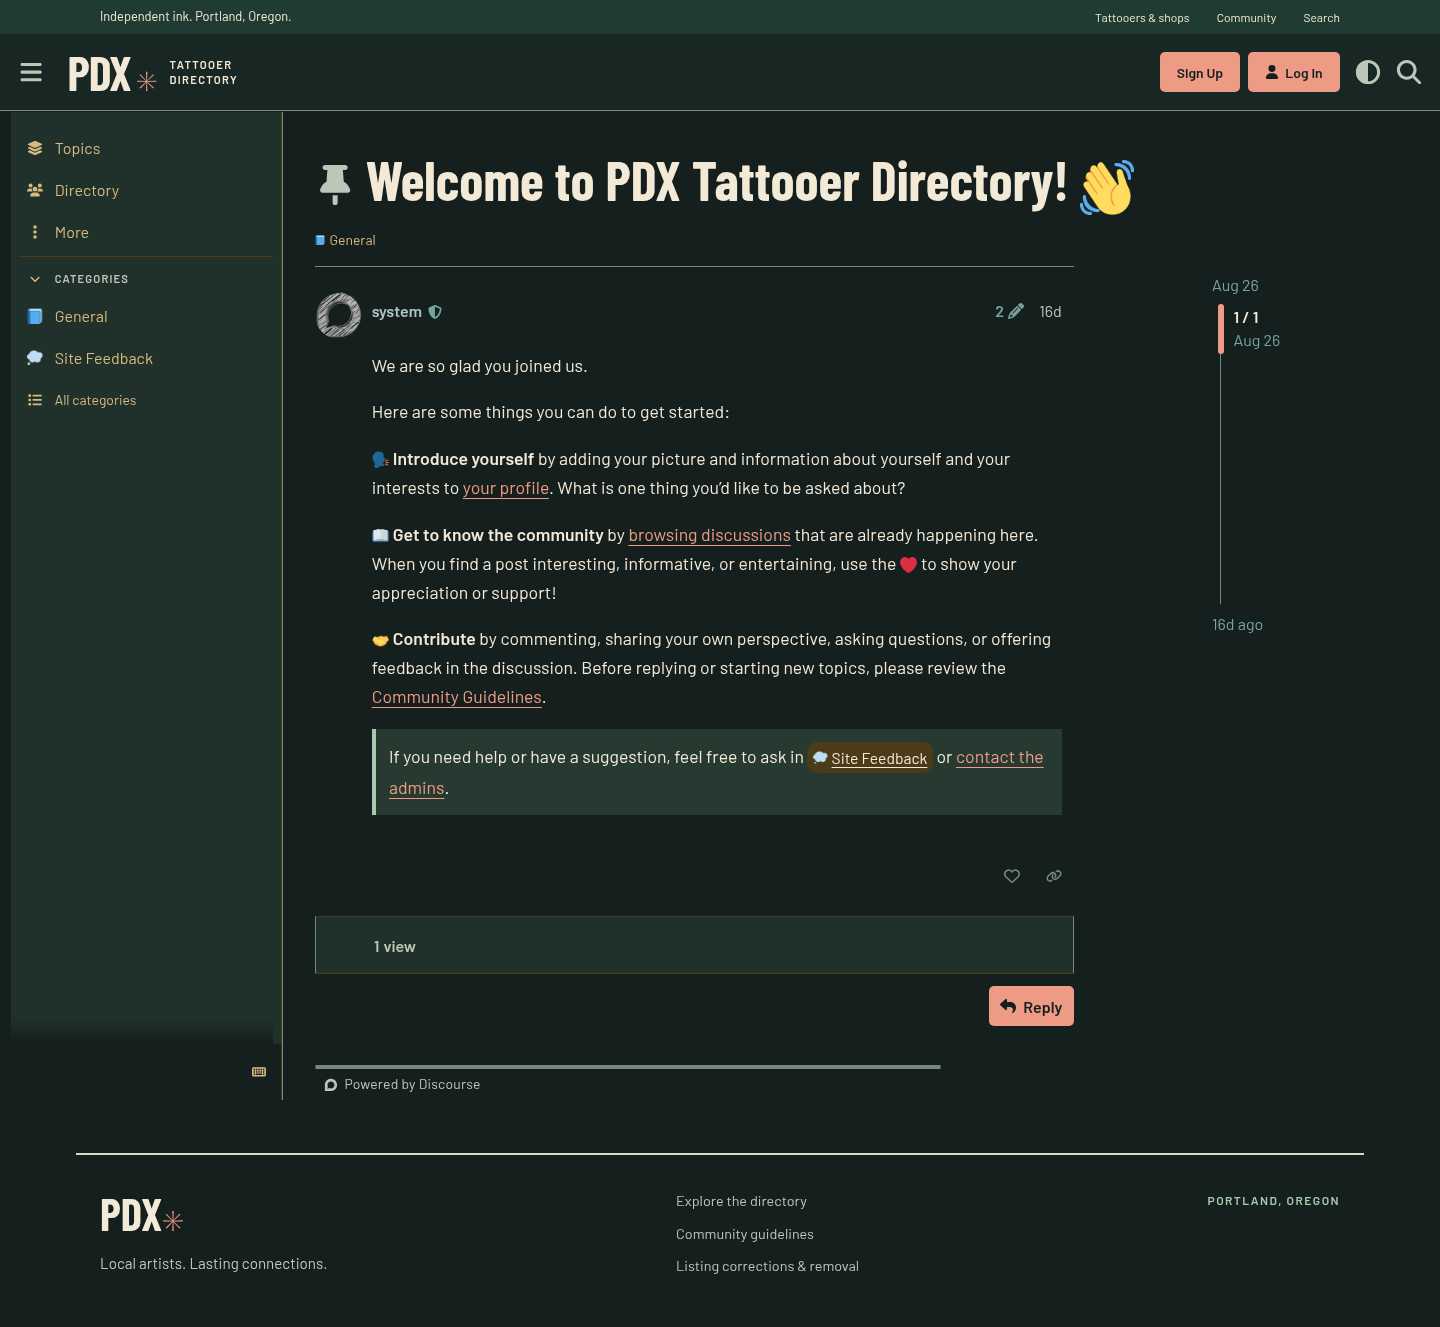 Independent ink. Portland, Oregon.
Tattooers & shops Community Search
PDX TATTOOER DIRECTORY
Sign Up Log In
Topics
Directory
More
CATEGORIES
General
Site Feedback
All categories
Welcome to PDX Tattooer Directory! 👋
General
system 2 16d
We are so glad you joined us.
Here are some things you can do to get started:
🗣 Introduce yourself by adding your picture and information about yourself and your
interests to your profile. What is one thing you’d like to be asked about?
📖 Get to know the community by browsing discussions that are already happening here.
When you find a post interesting, informative, or entertaining, use the ❤️ to show your
appreciation or support!
🤝 Contribute by commenting, sharing your own perspective, asking questions, or offering
feedback in the discussion. Before replying or starting new topics, please review the
Community Guidelines.
If you need help or have a suggestion, feel free to ask in Site Feedback or contact the
admins.
1 view
Reply
Powered by Discourse
Aug 26
1 / 1
Aug 26
16d ago
PDX
Local artists. Lasting connections.
Explore the directory
Community guidelines
Listing corrections & removal
PORTLAND, OREGON